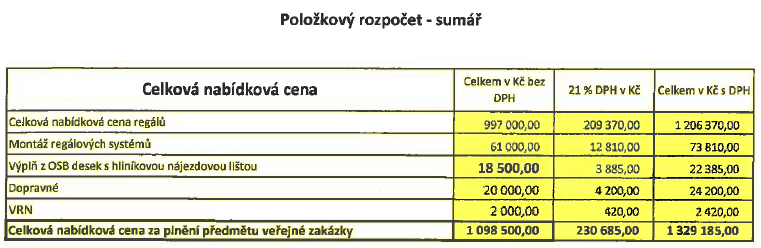 Položkový rozpočet - sumář
Celková nabídková cena Celkem v Kč bez DPH 21 % DPH v Kč Celkem v Kč s DPH
Celková nabídková cena regálů 997 000,00 209 370,00 1 206 370,00
Montáž regálových systémů 61 000,00 12 810,00 73 810,00
Výplň z OSB desek s hliníkovou nájezdovou lištou 18 500,00 3 885,00 22 385,00
Dopravné 20 000,00 4 200,00 24 200,00
VRN 2 000,00 420,00 2 420,00
Celková nabídková cena za plnění předmětu veřejné zakázky 1 098 500,00 230 685,00 1 329 185,00